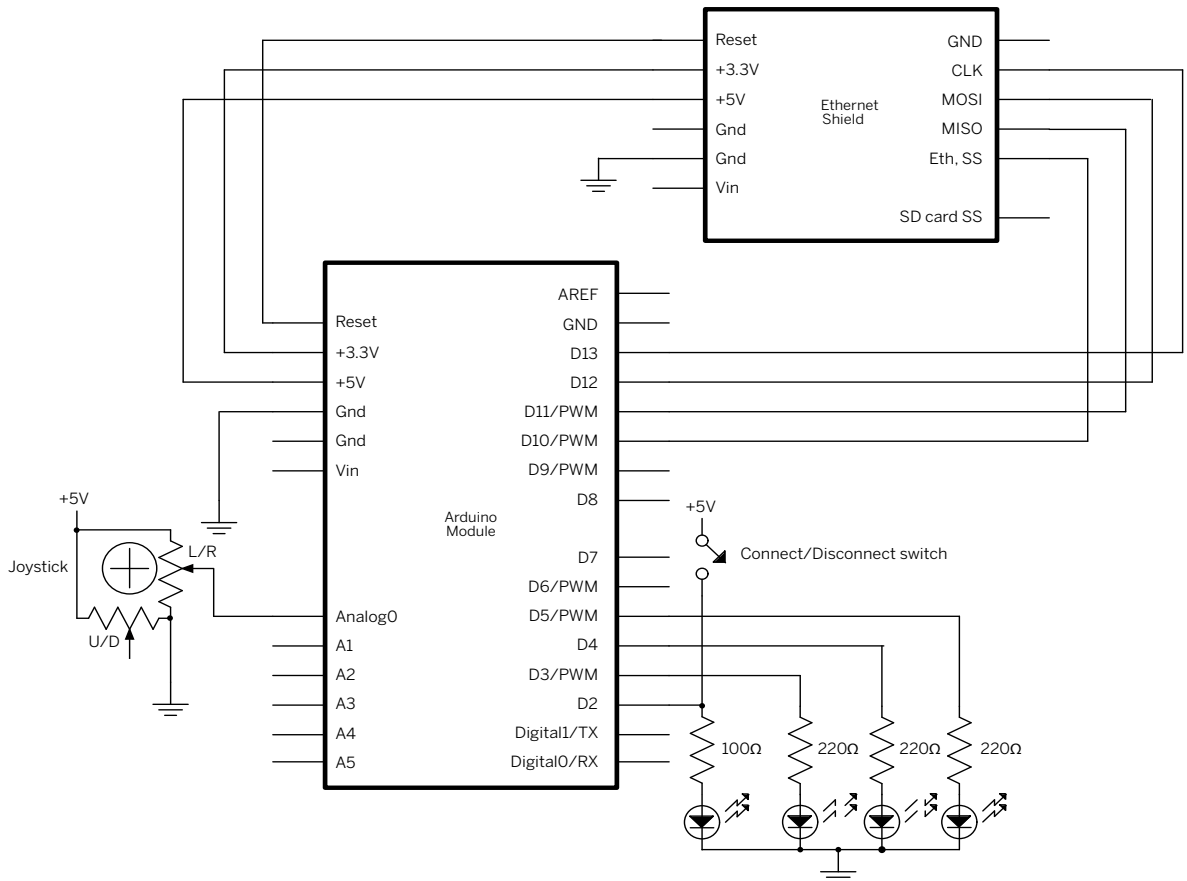 Reset
+3.3V
+5V
Gnd
Gnd
Vin
Ethernet
Shield
GND
CLK
MOSI
MISO
Eth, SS
SD card SS
Reset
+3.3V
+5V
Gnd
Gnd
Vin
Analog0
A1
A2
A3
A4
A5
Arduino
Module
AREF
GND
D13
D12
D11/PWM
D10/PWM
D9/PWM
D8
D7
D6/PWM
D5/PWM
D4
D3/PWM
D2
Digital1/TX
Digital0/RX
+5V
L/R
Joystick
U/D
+5V
Connect/Disconnect switch
100Ω
220Ω
220Ω
220Ω